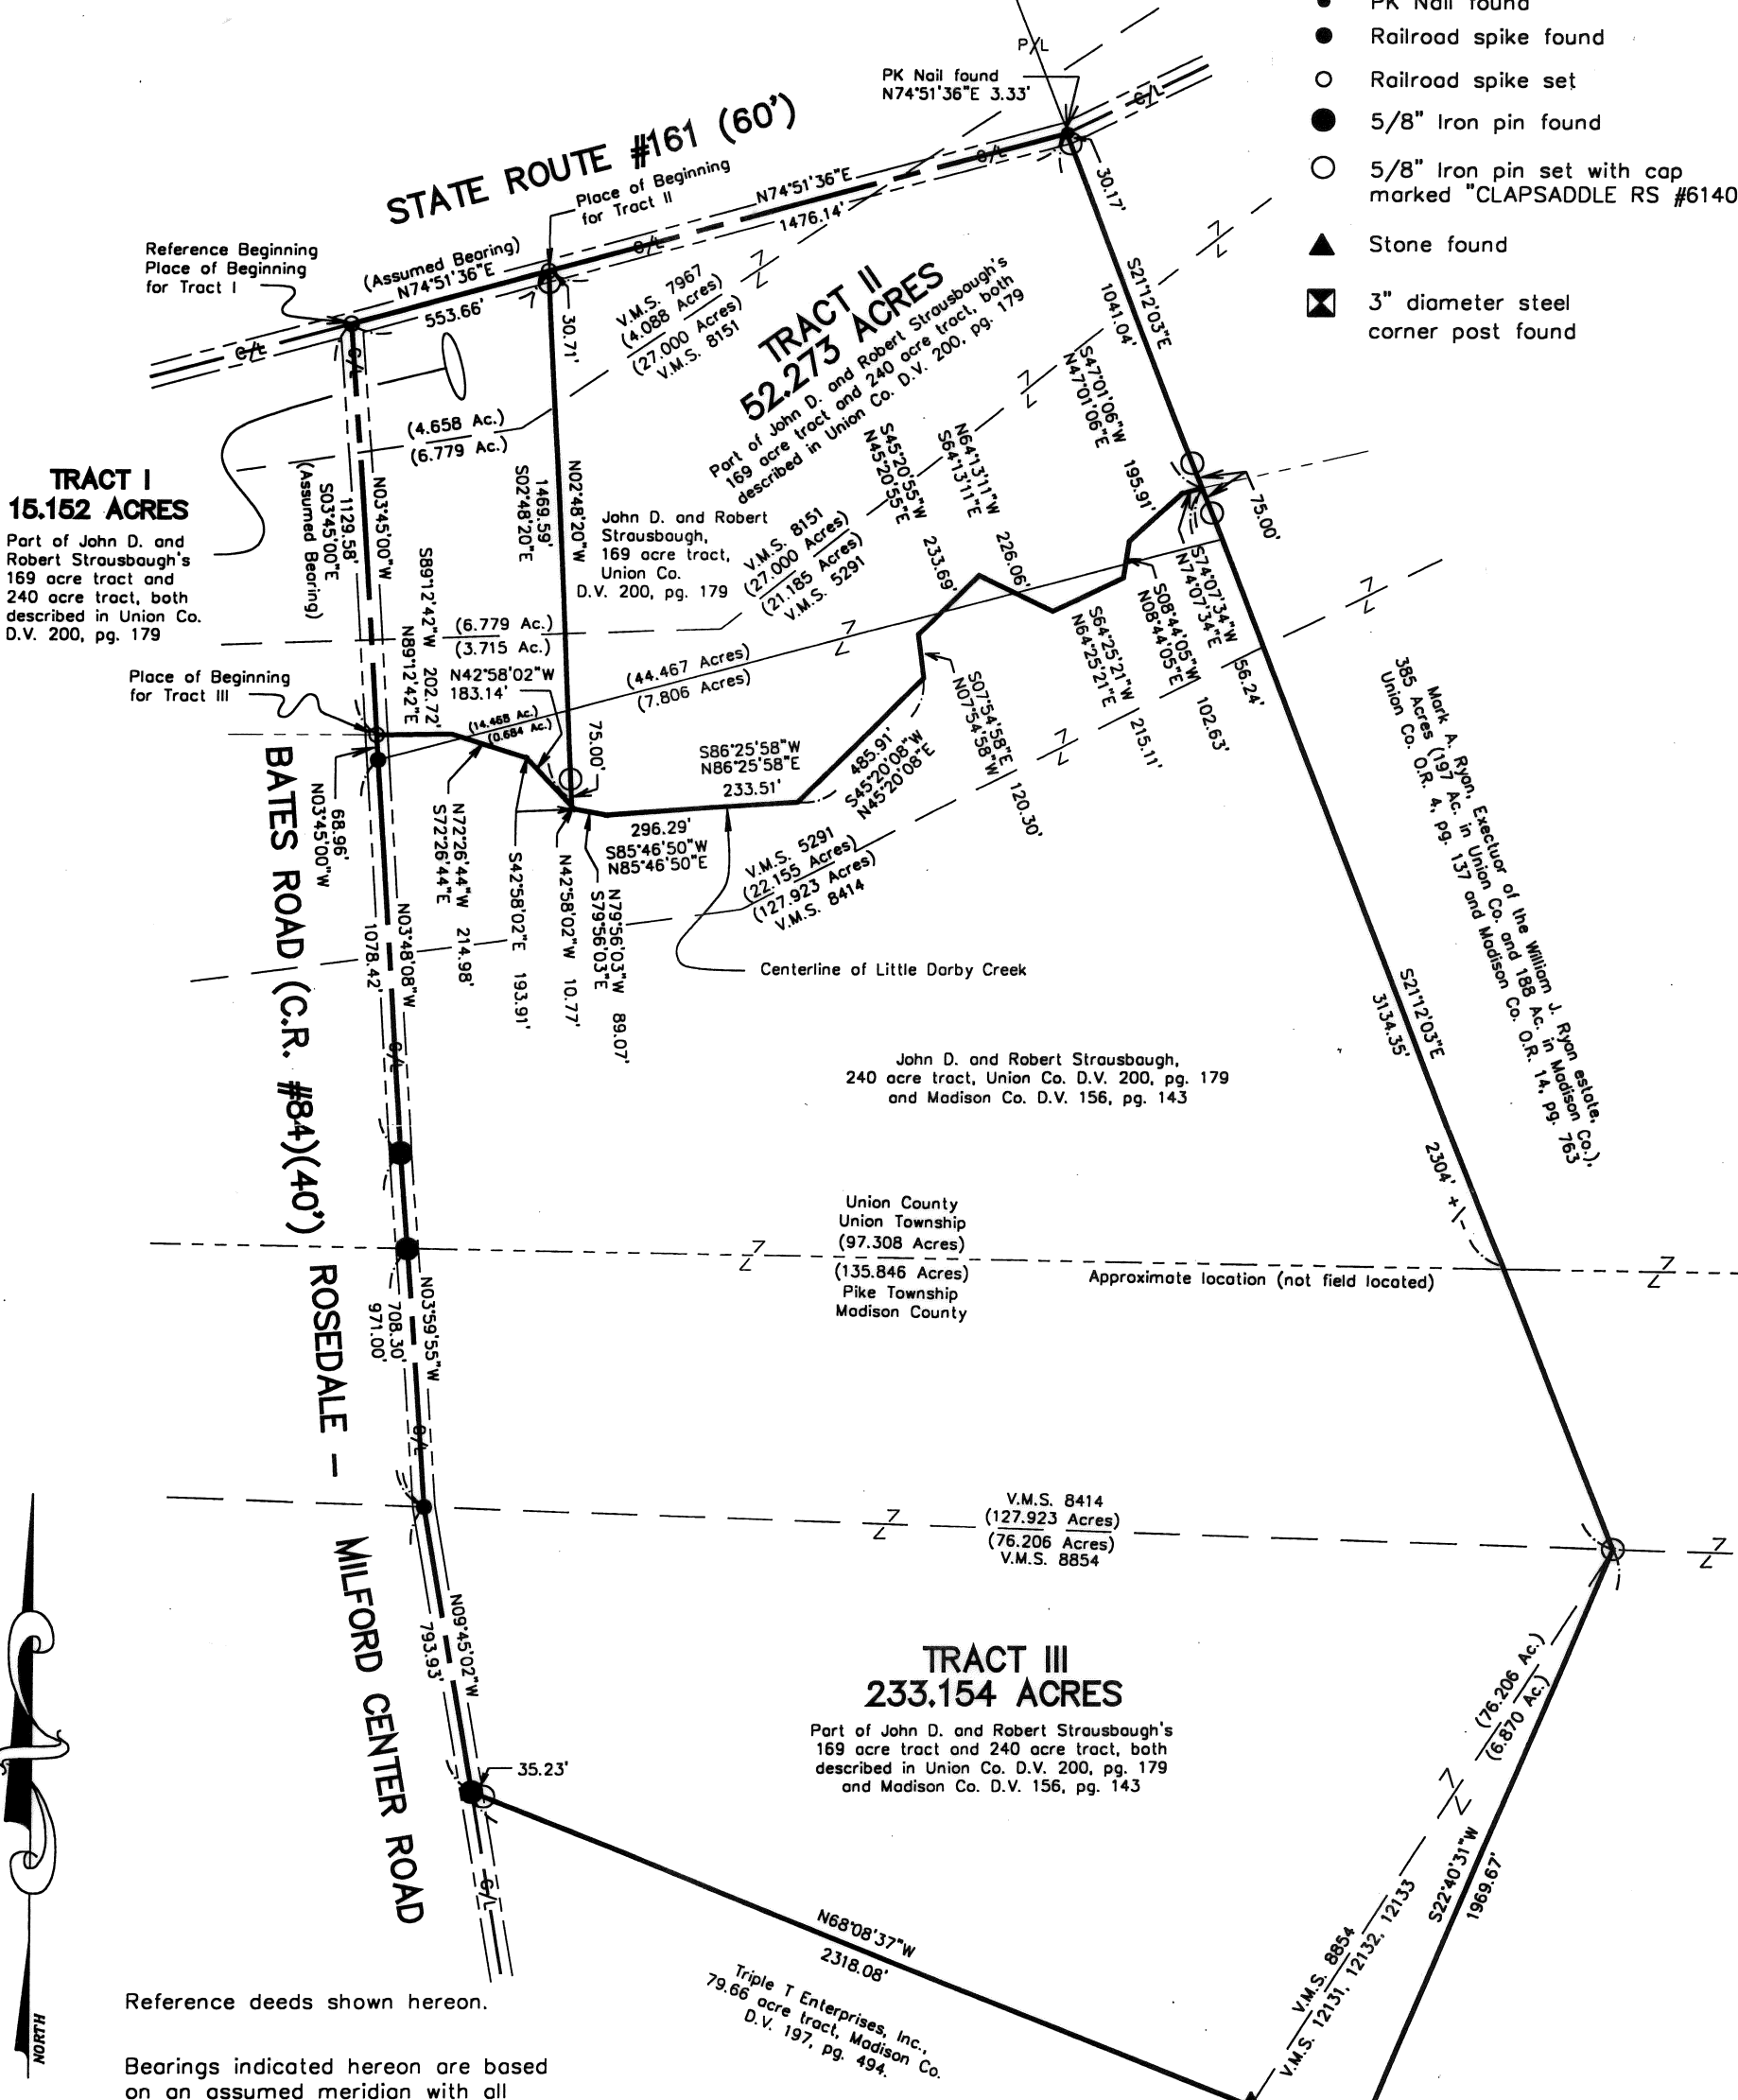 PK Nail found
Railroad spike found
Railroad spike set
5/8" Iron pin found
5/8" Iron pin set with cap
marked "CLAPSADDLE RS #6140
Stone found
3" diameter steel
corner post found
P/L
PK Nail found
N74°51'36"E 3.33'
STATE ROUTE #161 (60')
Place of Beginning
for Tract II
N74°51'36"E
1476.14'
C/L
C/L
C/L
Reference Beginning
Place of Beginning
for Tract I
(Assumed Bearing)
N74°51'36"E
553.66'
C/L
C/L
30.17'
30.71'
S21°12'03"E
1041.04'
V.M.S. 7967
(4.088 Acres)
(27.000 Acres)
V.M.S. 8151
TRACT II
52.273 ACRES
Part of John D. and Robert Strausbaugh's
169 acre tract and 240 acre tract, both
described in Union Co. D.V. 200, pg. 179
(4.658 Ac.)
(6.779 Ac.)
TRACT I
15.152 ACRES
Part of John D. and
Robert Strausbaugh's
169 acre tract and
240 acre tract, both
described in Union Co.
D.V. 200, pg. 179
N03°45'00"W
1129.58'
S03°45'00"E
(Assumed Bearing)
N02°48'20"W
1469.59'
S02°48'20"E
John D. and Robert
Strausbaugh,
169 acre tract,
Union Co.
D.V. 200, pg. 179
V.M.S. 8151
(27.000 Acres)
(21.185 Acres)
V.M.S. 5291
S45°20'55"W
N45°20'55"E
233.69'
N64°13'11"W
S64°13'11"E
226.06'
S47°01'06"W
N47°01'06"E
195.91'
75.00'
S74°07'34"W
N74°07'34"E
56.24'
S08°44'05"W
N08°44'05"E
102.63'
S64°25'21"W
N64°25'21"E
215.11'
S07°54'58"E
N07°54'58"W
120.30'
S89°12'42"W
N89°12'42"E
202.72'
(6.779 Ac.)
(3.715 Ac.)
N42°58'02"W
183.14'
(44.467 Acres)
(7.806 Acres)
(14.468 Ac.)
(0.684 Ac.)
Place of Beginning
for Tract III
75.00'
S86°25'58"W
N86°25'58"E
233.51'
485.91'
S45°20'08"W
N45°20'08"E
296.29'
S85°46'50"W
N85°46'50"E
68.96'
N03°45'00"W
N72°26'44"W
S72°26'44"E
214.98'
S42°58'02"E 193.91'
N42°58'02"W 10.77'
N79°56'03"W
S79°56'03"E
89.07'
V.M.S. 5291
(22.155 Acres)
(127.923 Acres)
V.M.S. 8414
Centerline of Little Darby Creek
N03°48'08"W
1078.42'
C/L
Mark A. Ryan, Exectuor of the William J. Ryan estate,
385 Acres (197 Ac. in Union Co. and 188 Ac. in Madison Co.),
Union Co. O.R. 4, pg. 137 and Madison Co. O.R. 14, pg. 763
S21°12'03"E
3134.35'
2304' +/-
John D. and Robert Strausbaugh,
240 acre tract, Union Co. D.V. 200, pg. 179
and Madison Co. D.V. 156, pg. 143
Union County
Union Township
(97.308 Acres)
(135.846 Acres)
Pike Township
Madison County
Approximate location (not field located)
BATES ROAD (C.R. #84)(40') ROSEDALE - MILFORD CENTER ROAD
N03°59'55"W
708.30'
971.00'
C/L
V.M.S. 8414
(127.923 Acres)
(76.206 Acres)
V.M.S. 8854
N09°45'02"W
793.93'
35.23'
C/L
TRACT III
233.154 ACRES
Part of John D. and Robert Strausbaugh's
169 acre tract and 240 acre tract, both
described in Union Co. D.V. 200, pg. 179
and Madison Co. D.V. 156, pg. 143
(76.206 Ac.)
(6.870 Ac.)
S22°40'31"W
1969.67'
V.M.S. 8854
V.M.S. 12131, 12132, 12133
N68°08'37"W
2318.08'
Triple T Enterprises, Inc.,
79.66 acre tract, Madison Co.
D.V. 197, pg. 494.
NORTH
Reference deeds shown hereon.
Bearings indicated hereon are based
on an assumed meridian with all